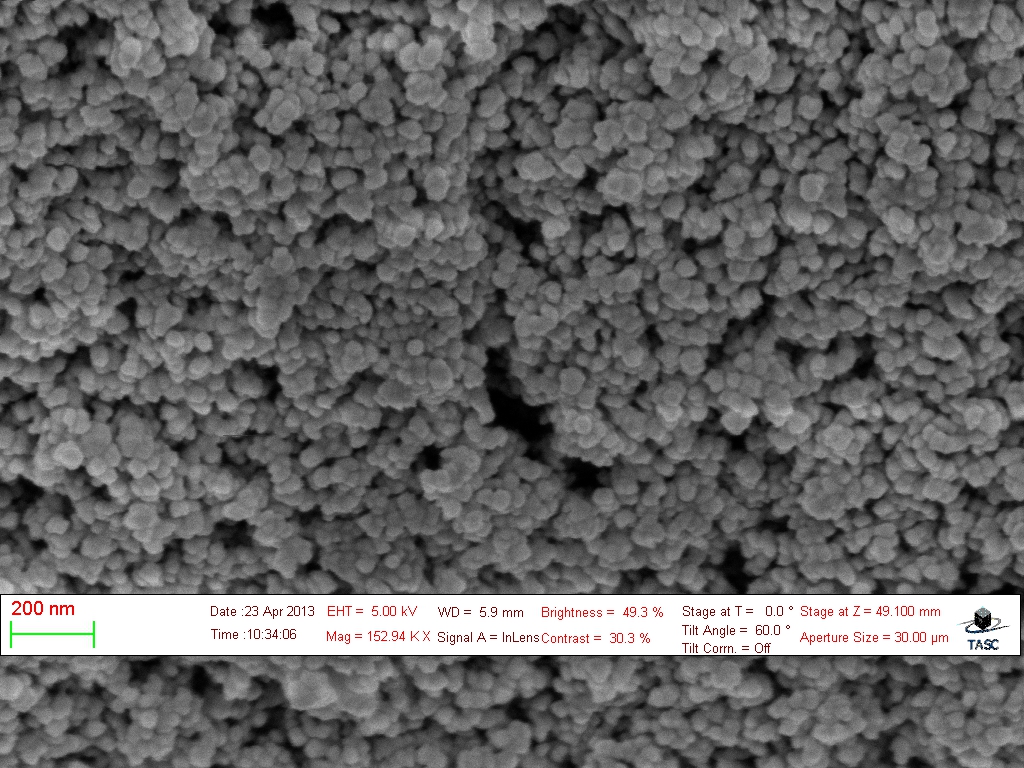 200 nm
Date :23 Apr 2013 EHT = 5.00 kV WD = 5.9 mm Brightness = 49.3 % Stage at T = 0.0 ° Stage at Z = 49.100 mm
Time :10:34:06 Mag = 152.94 K X Signal A = InLens Contrast = 30.3 % Tilt Angle = 60.0 ° Aperture Size = 30.00 µm
Tilt Corrn. = Off
TASC